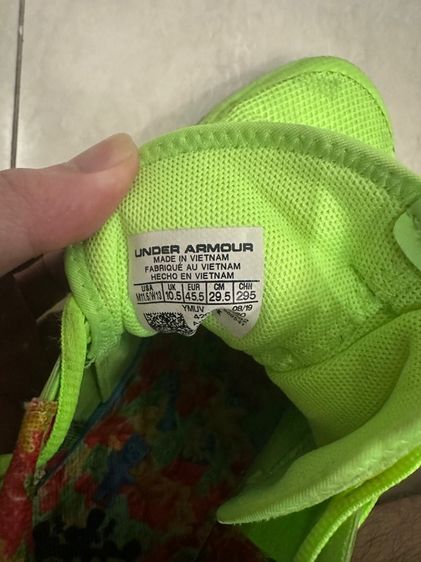 UNDER ARMOUR
MADE IN VIETNAM
FABRIQUÉ AU VIETNAM
HECHO EN VIETNAM
USA UK EUR CM CHN
M11.5/W13 10.5 45.5 29.5 295
YMUV 08/19